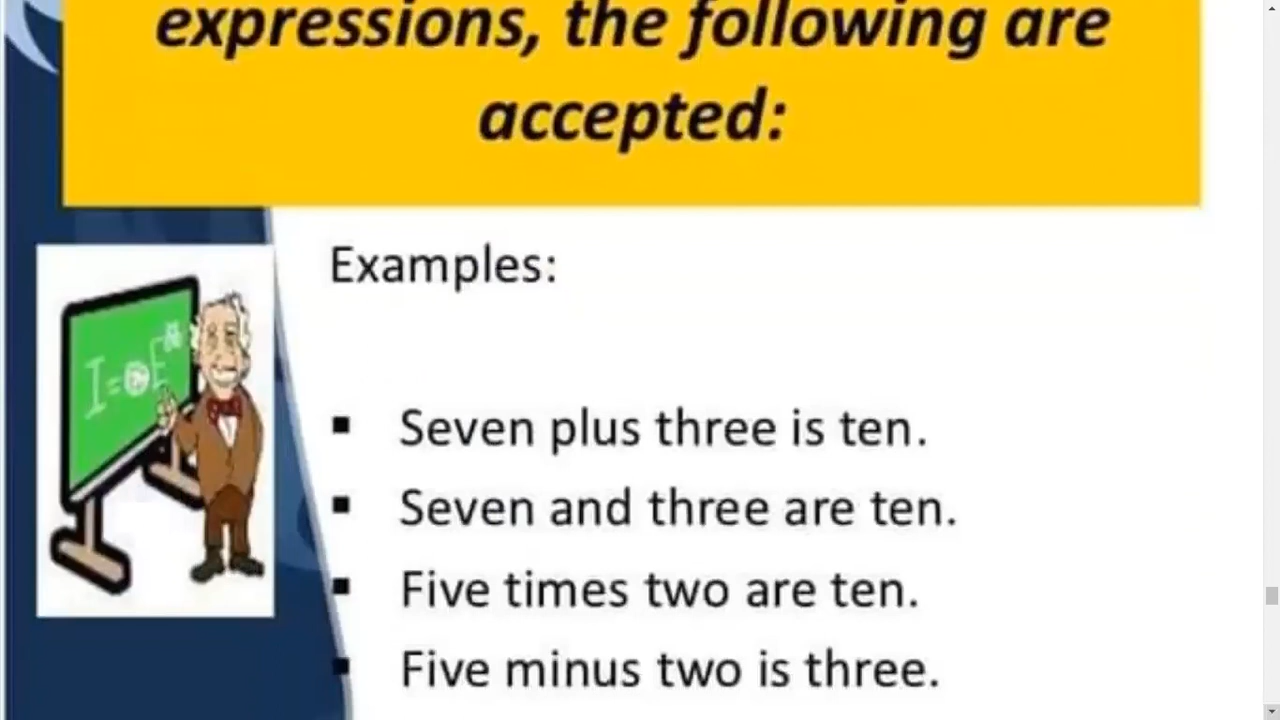 expressions, the following are
accepted:
Examples:
▪ Seven plus three is ten.
▪ Seven and three are ten.
▪ Five times two are ten.
▪ Five minus two is three.